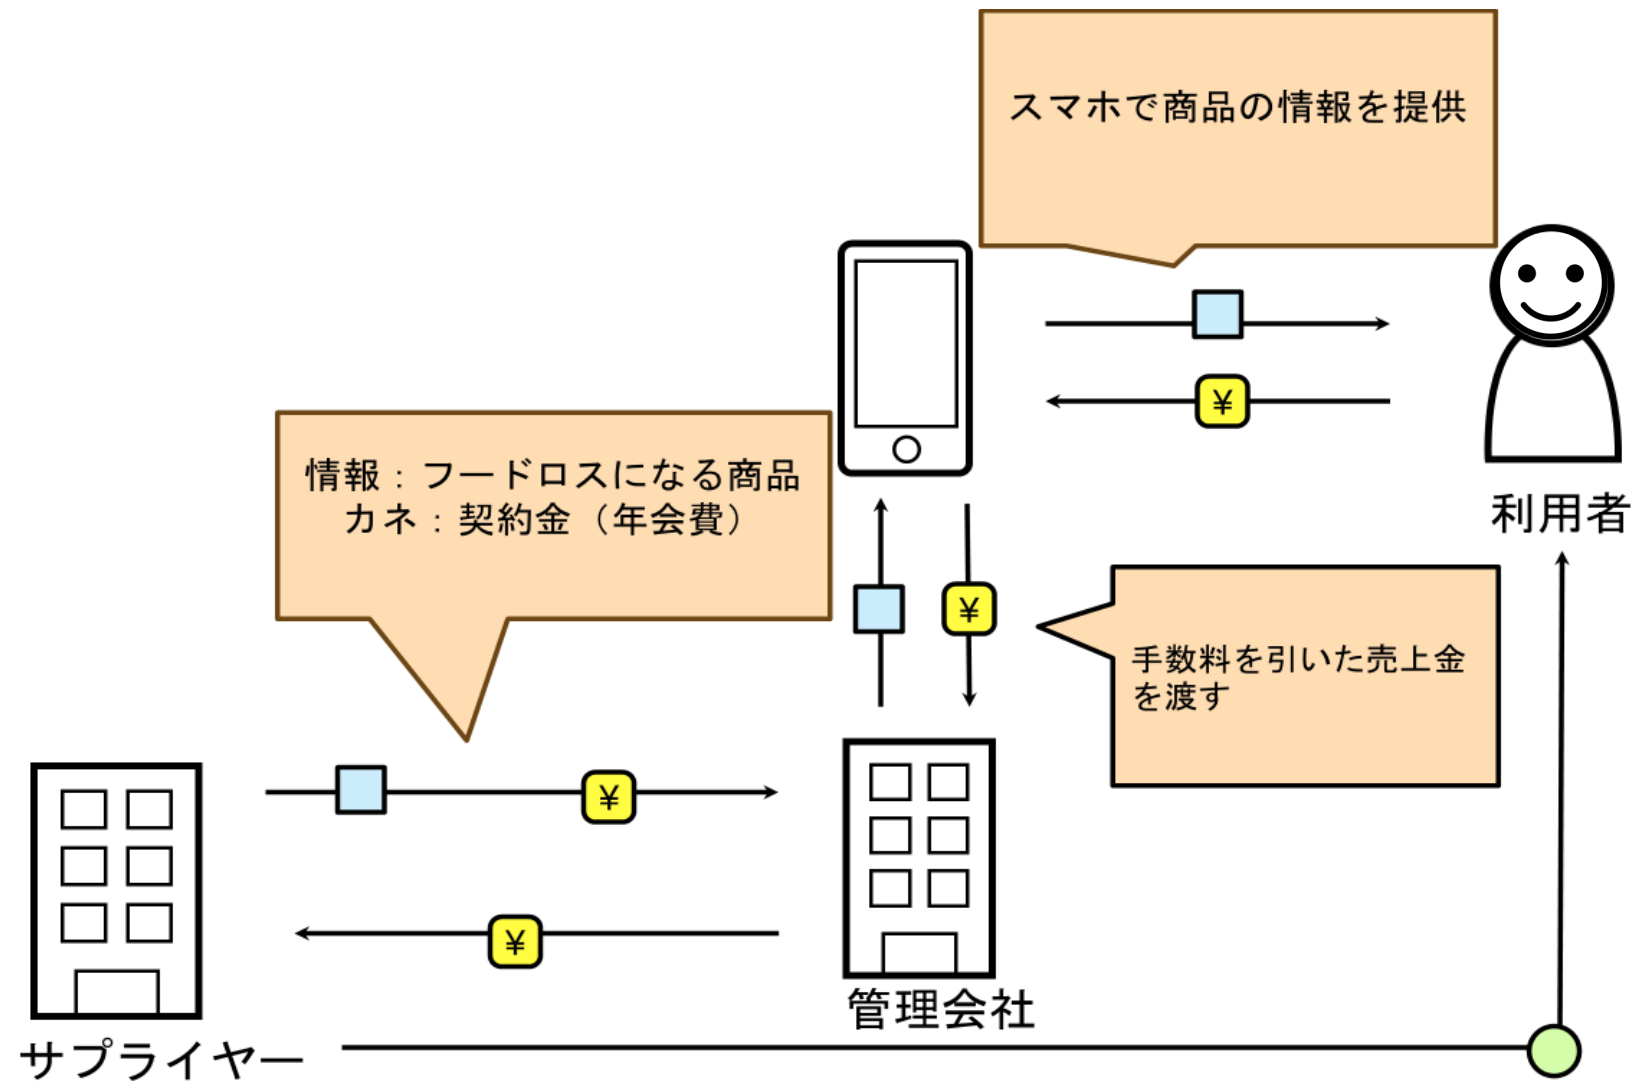 スマホで商品の情報を提供
¥
情報：フードロスになる商品
カネ：契約金（年会費）
利用者
¥
手数料を引いた売上金
を渡す
¥
¥
管理会社
サプライヤー